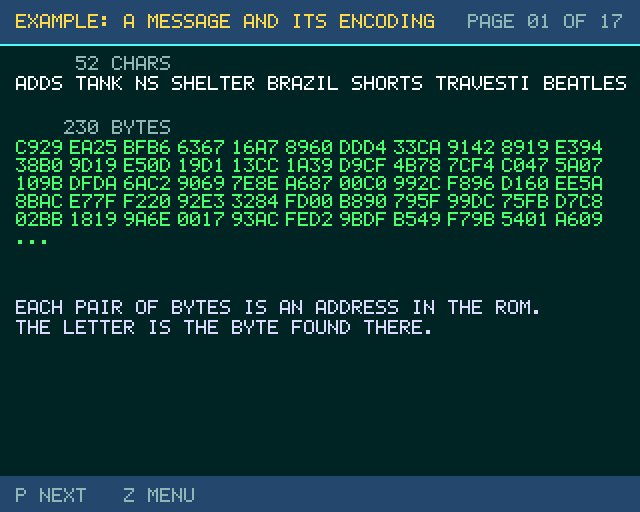 EXAMPLE: A MESSAGE AND ITS ENCODING PAGE 01 OF 17
52 CHARS
ADDS TANK NS SHELTER BRAZIL SHORTS TRAVESTI BEATLES
230 BYTES
C929 EA25 BFB6 6367 16A7 8960 DDD4 33CA 9142 8919 E394
38B0 9D19 E50D 19D1 13CC 1A39 D9CF 4B78 7CF4 C047 5A07
109B DFDA 6AC2 9069 7E8E A687 00C0 992C F896 D160 EE5A
8BAC E77F F220 92E3 3284 FD00 B890 795F 99DC 75FB D7C8
02BB 1819 9A6E 0017 93AC FED2 9BDF B549 F79B 5401 A609
...
EACH PAIR OF BYTES IS AN ADDRESS IN THE ROM.
THE LETTER IS THE BYTE FOUND THERE.
P NEXT Z MENU